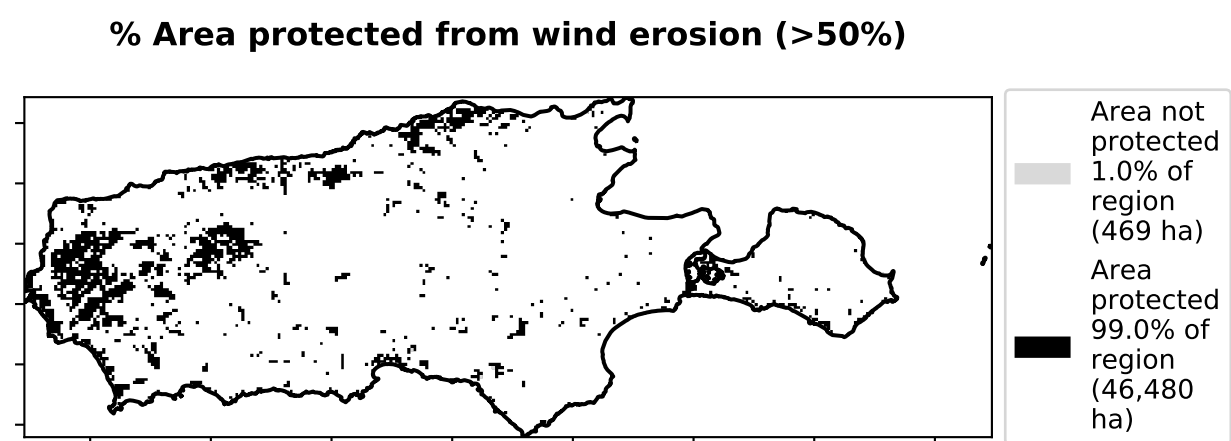 % Area protected from wind erosion (>50%)
Area not
protected
1.0% of
region
(469 ha)
Area
protected
99.0% of
region
(46,480
ha)